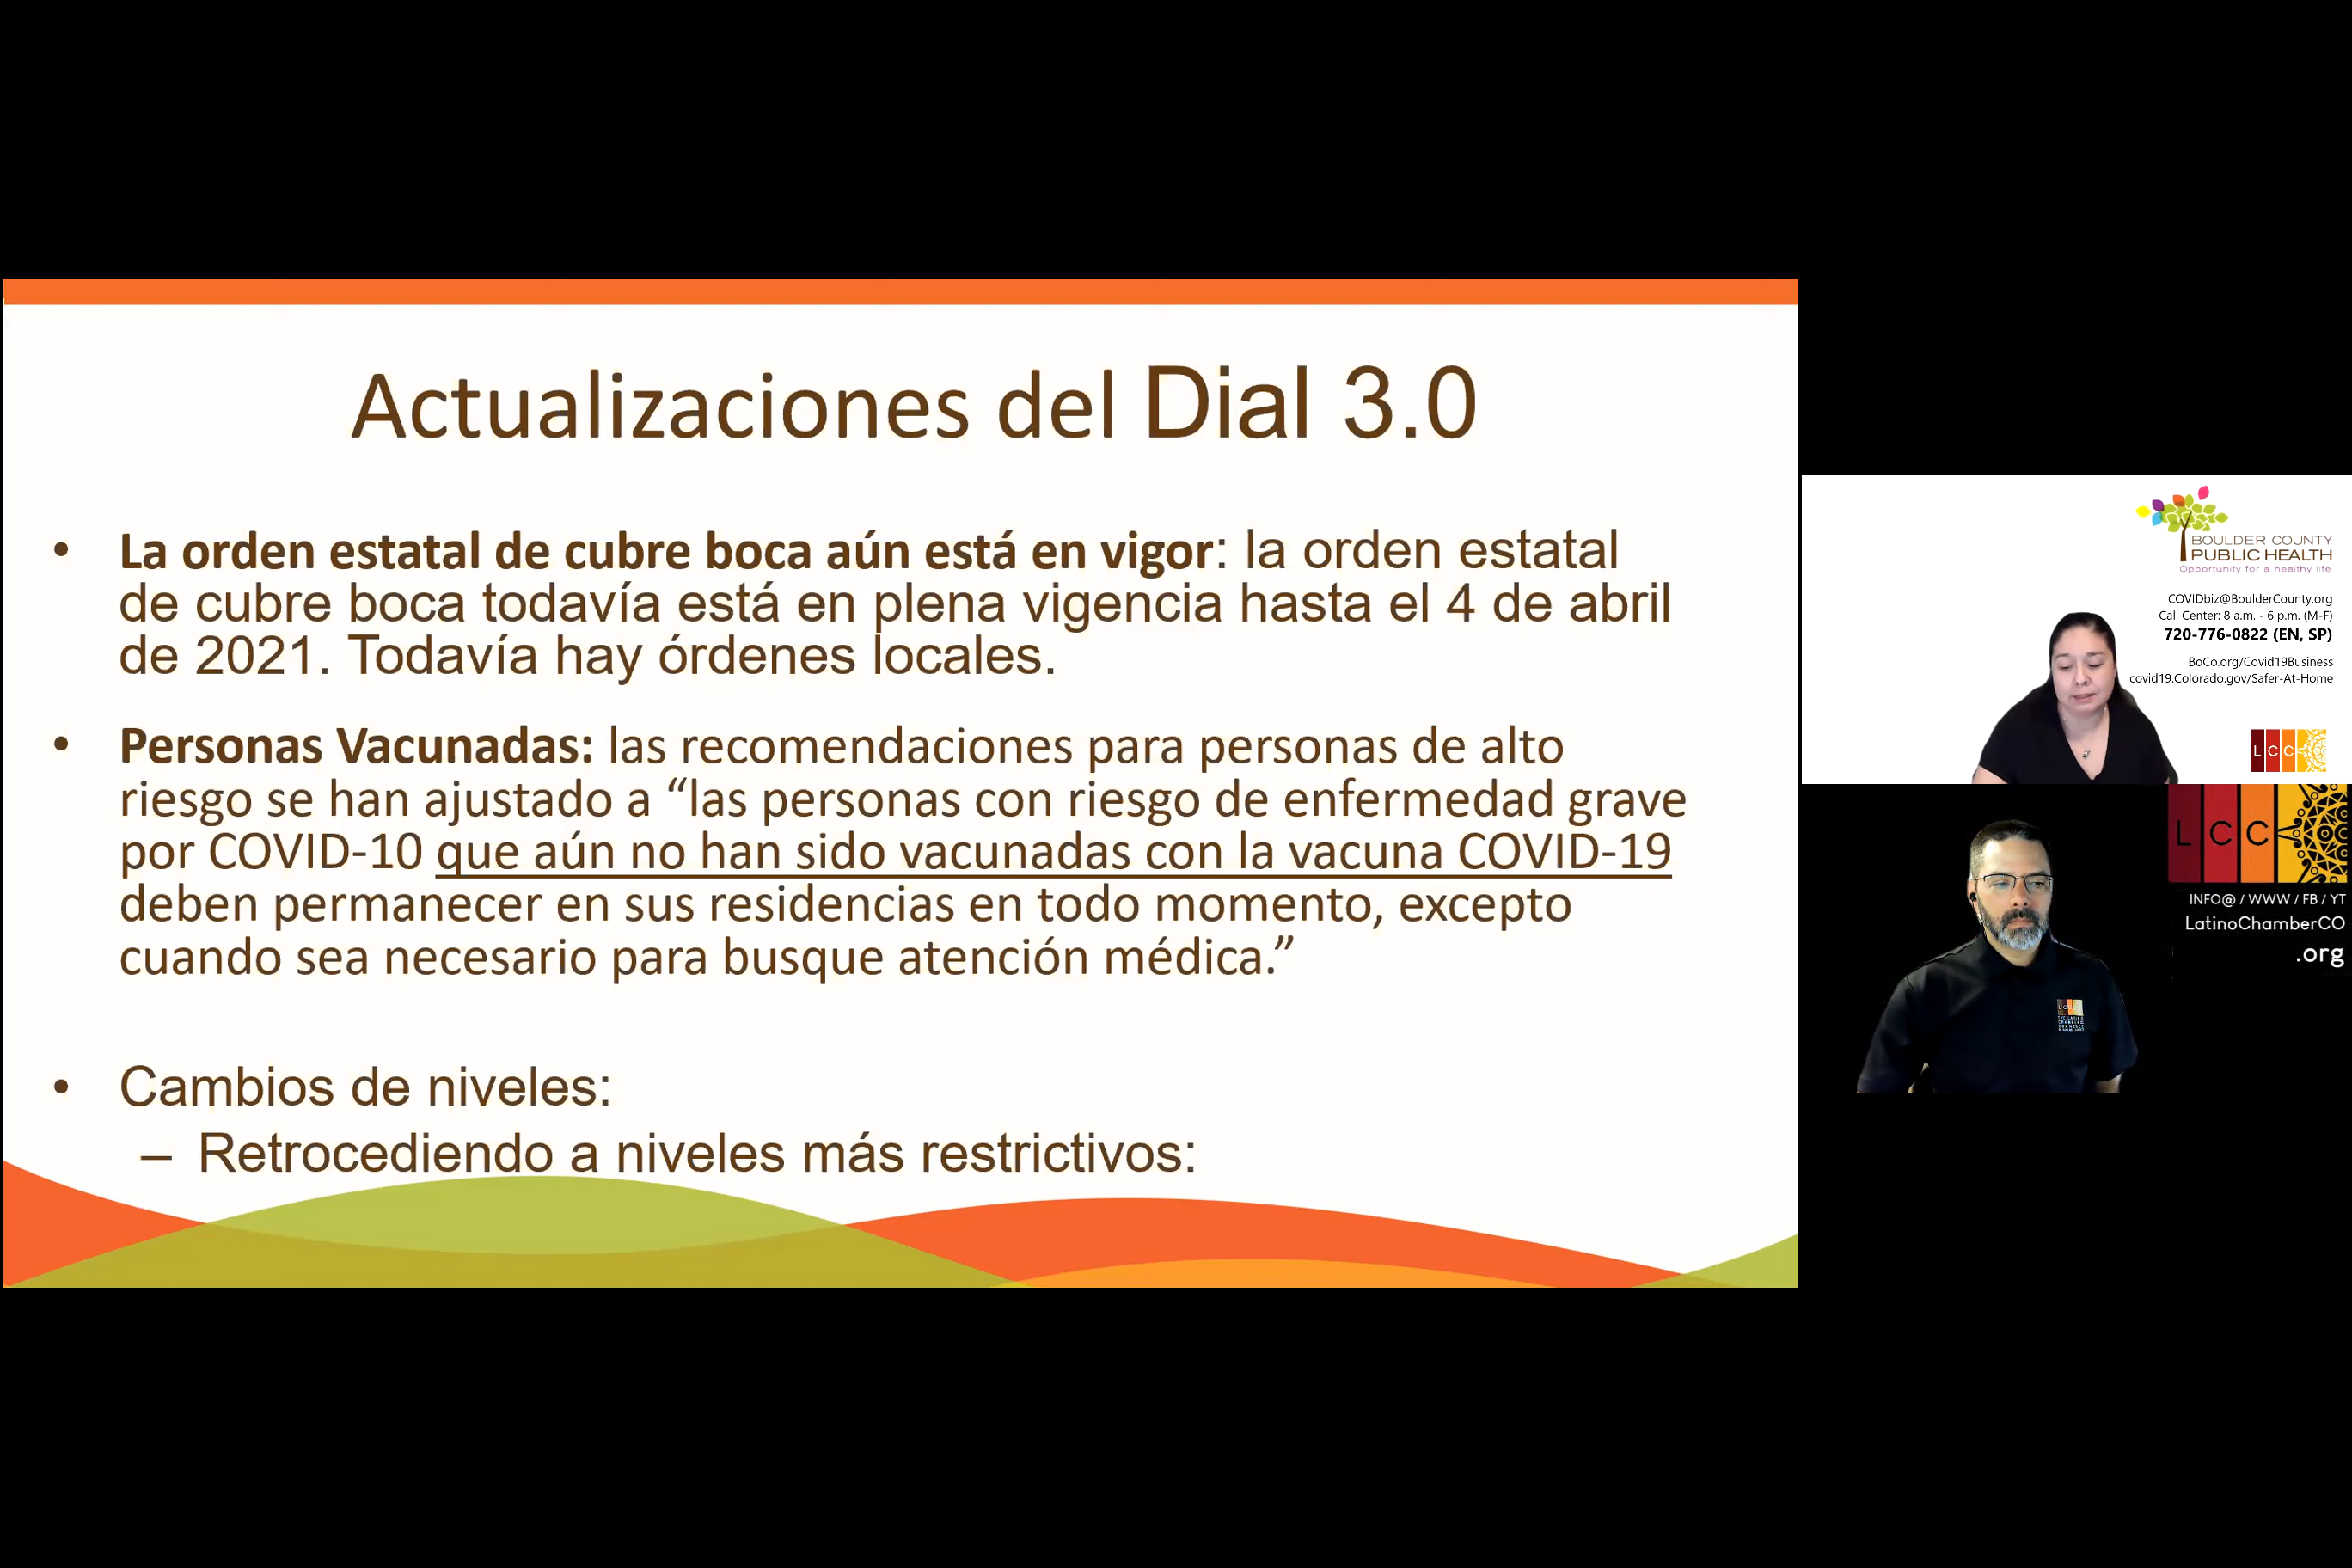 Actualizaciones del Dial 3.0
• La orden estatal de cubre boca aún está en vigor: la orden estatal
de cubre boca todavía está en plena vigencia hasta el 4 de abril
de 2021. Todavía hay órdenes locales.
• Personas Vacunadas: las recomendaciones para personas de alto
riesgo se han ajustado a “las personas con riesgo de enfermedad grave
por COVID-10 que aún no han sido vacunadas con la vacuna COVID-19
deben permanecer en sus residencias en todo momento, excepto
cuando sea necesario para busque atención médica.”
• Cambios de niveles:
– Retrocediendo a niveles más restrictivos:
BOULDER COUNTY
PUBLIC HEALTH
Opportunity for a healthy life
COVIDbiz@BoulderCounty.org
Call Center: 8 a.m. - 6 p.m. (M-F)
720-776-0822 (EN, SP)
BoCo.org/Covid19Business
covid19.Colorado.gov/Safer-At-Home
LCC
LCC
INFO@ / WWW / FB / YT
LatinoChamberCO
.org